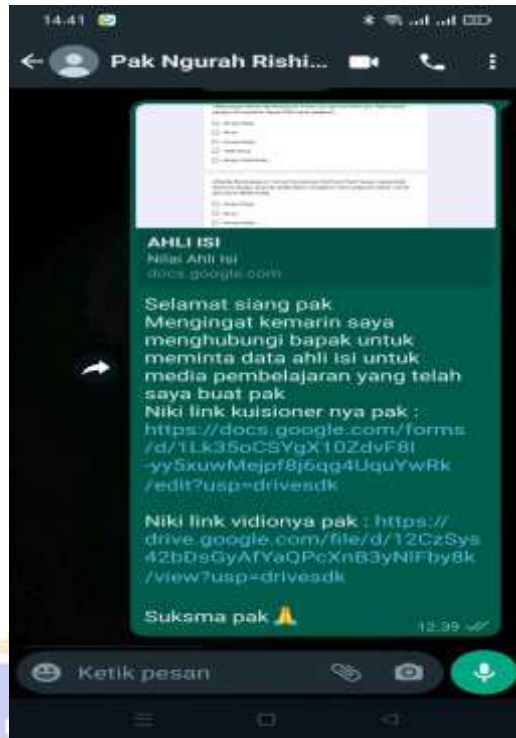 14.41
Pak Ngurah Rishi...
AHLI ISI
Nilai Ahli Isi
docs.google.com
Selamat siang pak
Mengingat kemarin saya
menghubungi bapak untuk
meminta data ahli isi untuk
media pembelajaran yang telah
saya buat pak
Niki link kuisioner nya pak :
https://docs.google.com/forms
/d/1Lk35oCSYgX10ZdvF8I
-yy5xuwMejpf8j6qg4UquYwRk
/edit?usp=drivesdk
Niki link vidionya pak : https://
drive.google.com/file/d/12CzSys
42bDsGyAfYaQPcXnB3yNiFby8k
/view?usp=drivesdk
Suksma pak 🙏
12.39
Ketik pesan